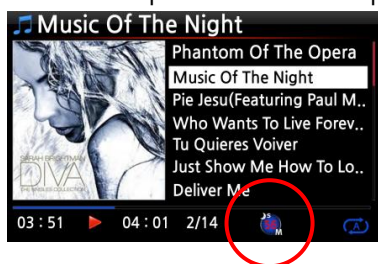 Music Of The Night
Phantom Of The Opera
Music Of The Night
Pie Jesu(Featuring Paul M..
Who Wants To Live Forev..
Tu Quieres Voiver
Just Show Me How To Lo..
Deliver Me
SARAH BRIGHTMAN
DIVA
THE SINGLES COLLECTION
03:51
04:01
2/14
JS
M
A